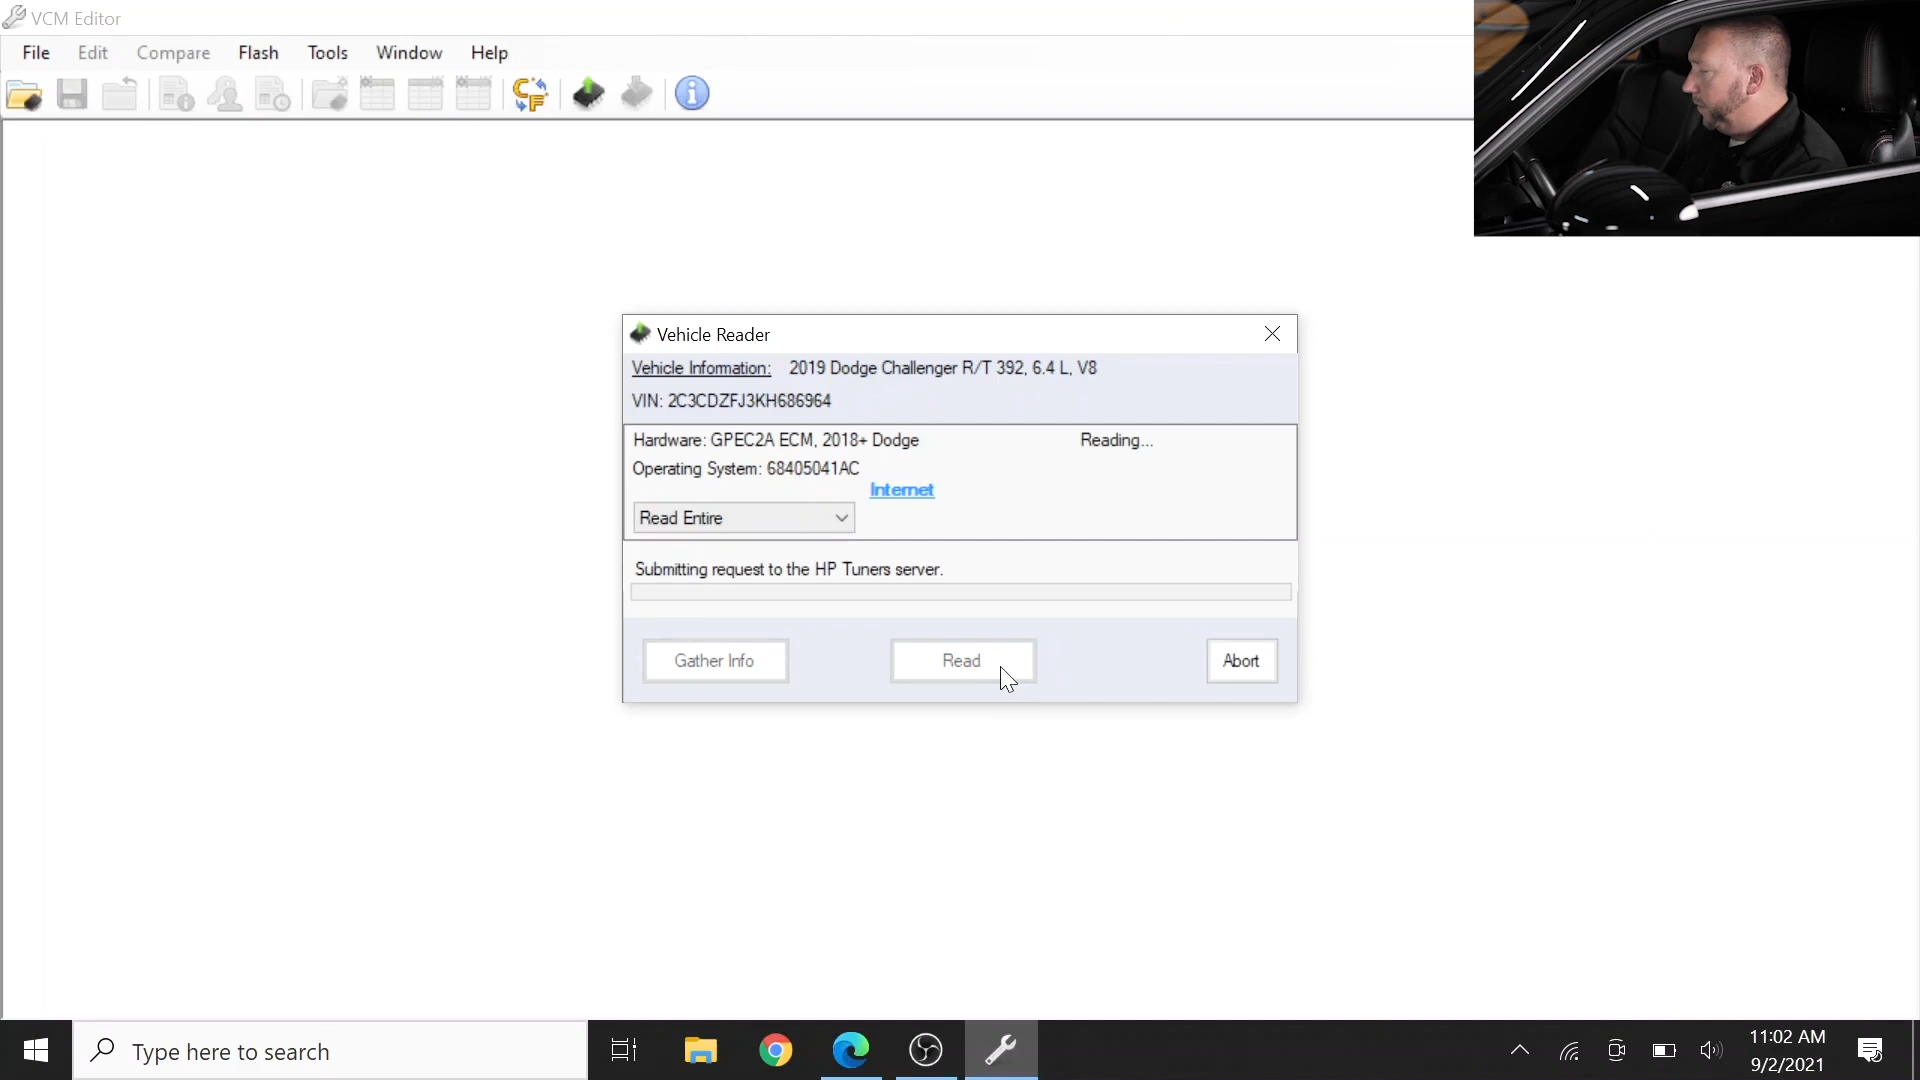 VCM Editor
File Edit Compare Flash Tools Window Help
Vehicle Reader
Vehicle Information: 2019 Dodge Challenger R/T 392, 6.4 L, V8
VIN: 2C3CDZFJ3KH686964
Hardware: GPEC2A ECM, 2018+ Dodge Reading...
Operating System: 68405041AC
Internet
Read Entire
Submitting request to the HP Tuners server.
Gather Info Read Abort
Type here to search
11:02 AM
9/2/2021